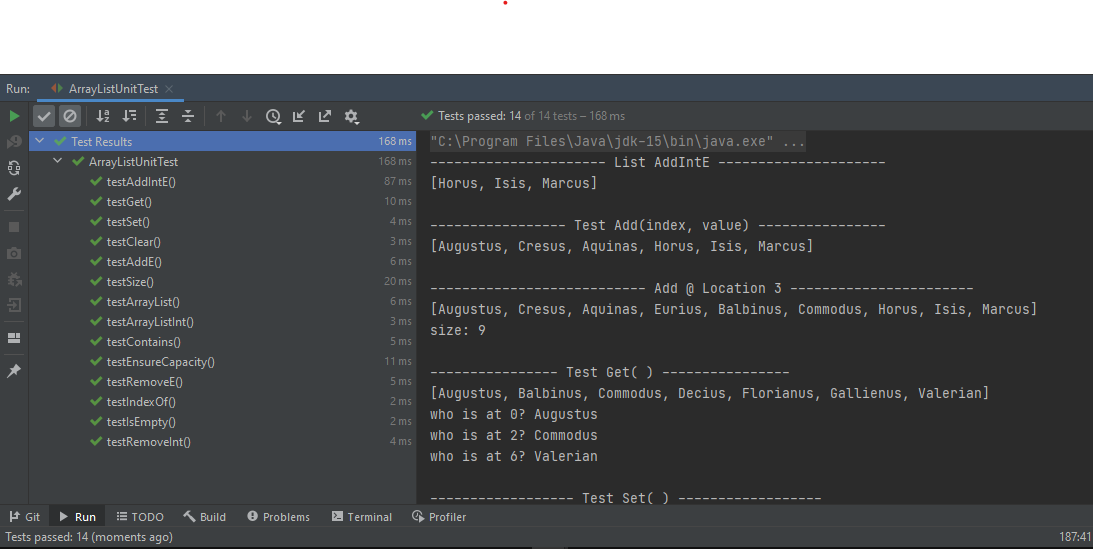 Run: ArrayListUnitTest
Tests passed: 14 of 14 tests – 168 ms
Test Results 168 ms
ArrayListUnitTest 168 ms
testAddIntE() 87 ms
testGet() 10 ms
testSet() 4 ms
testClear() 3 ms
testAddE() 6 ms
testSize() 20 ms
testArrayList() 6 ms
testArrayListInt() 3 ms
testContains() 5 ms
testEnsureCapacity() 11 ms
testRemoveE() 5 ms
testIndexOf() 2 ms
testIsEmpty() 2 ms
testRemoveInt() 4 ms
"C:\Program Files\Java\jdk-15\bin\java.exe" ...
---------------------- List AddIntE ---------------------
[Horus, Isis, Marcus]
----------------- Test Add(index, value) ----------------
[Augustus, Cresus, Aquinas, Horus, Isis, Marcus]
--------------------------- Add @ Location 3 -----------------------
[Augustus, Cresus, Aquinas, Eurius, Balbinus, Commodus, Horus, Isis, Marcus]
size: 9
---------------- Test Get( ) ----------------
[Augustus, Balbinus, Commodus, Decius, Florianus, Gallienus, Valerian]
who is at 0? Augustus
who is at 2? Commodus
who is at 6? Valerian
------------------ Test Set( ) ------------------
Git Run TODO Build Problems Terminal Profiler
Tests passed: 14 (moments ago) 187:41